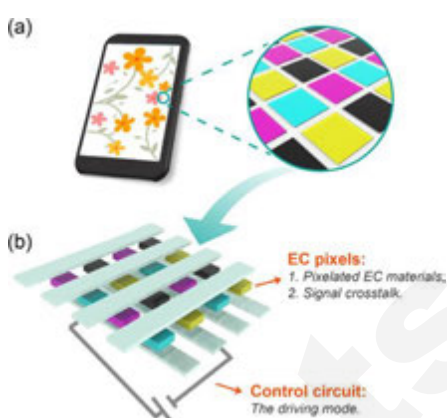 (a)
(b)
EC pixels:
1. Pixelated EC materials;
2. Signal crosstalk.
Control circuit:
The driving mode.